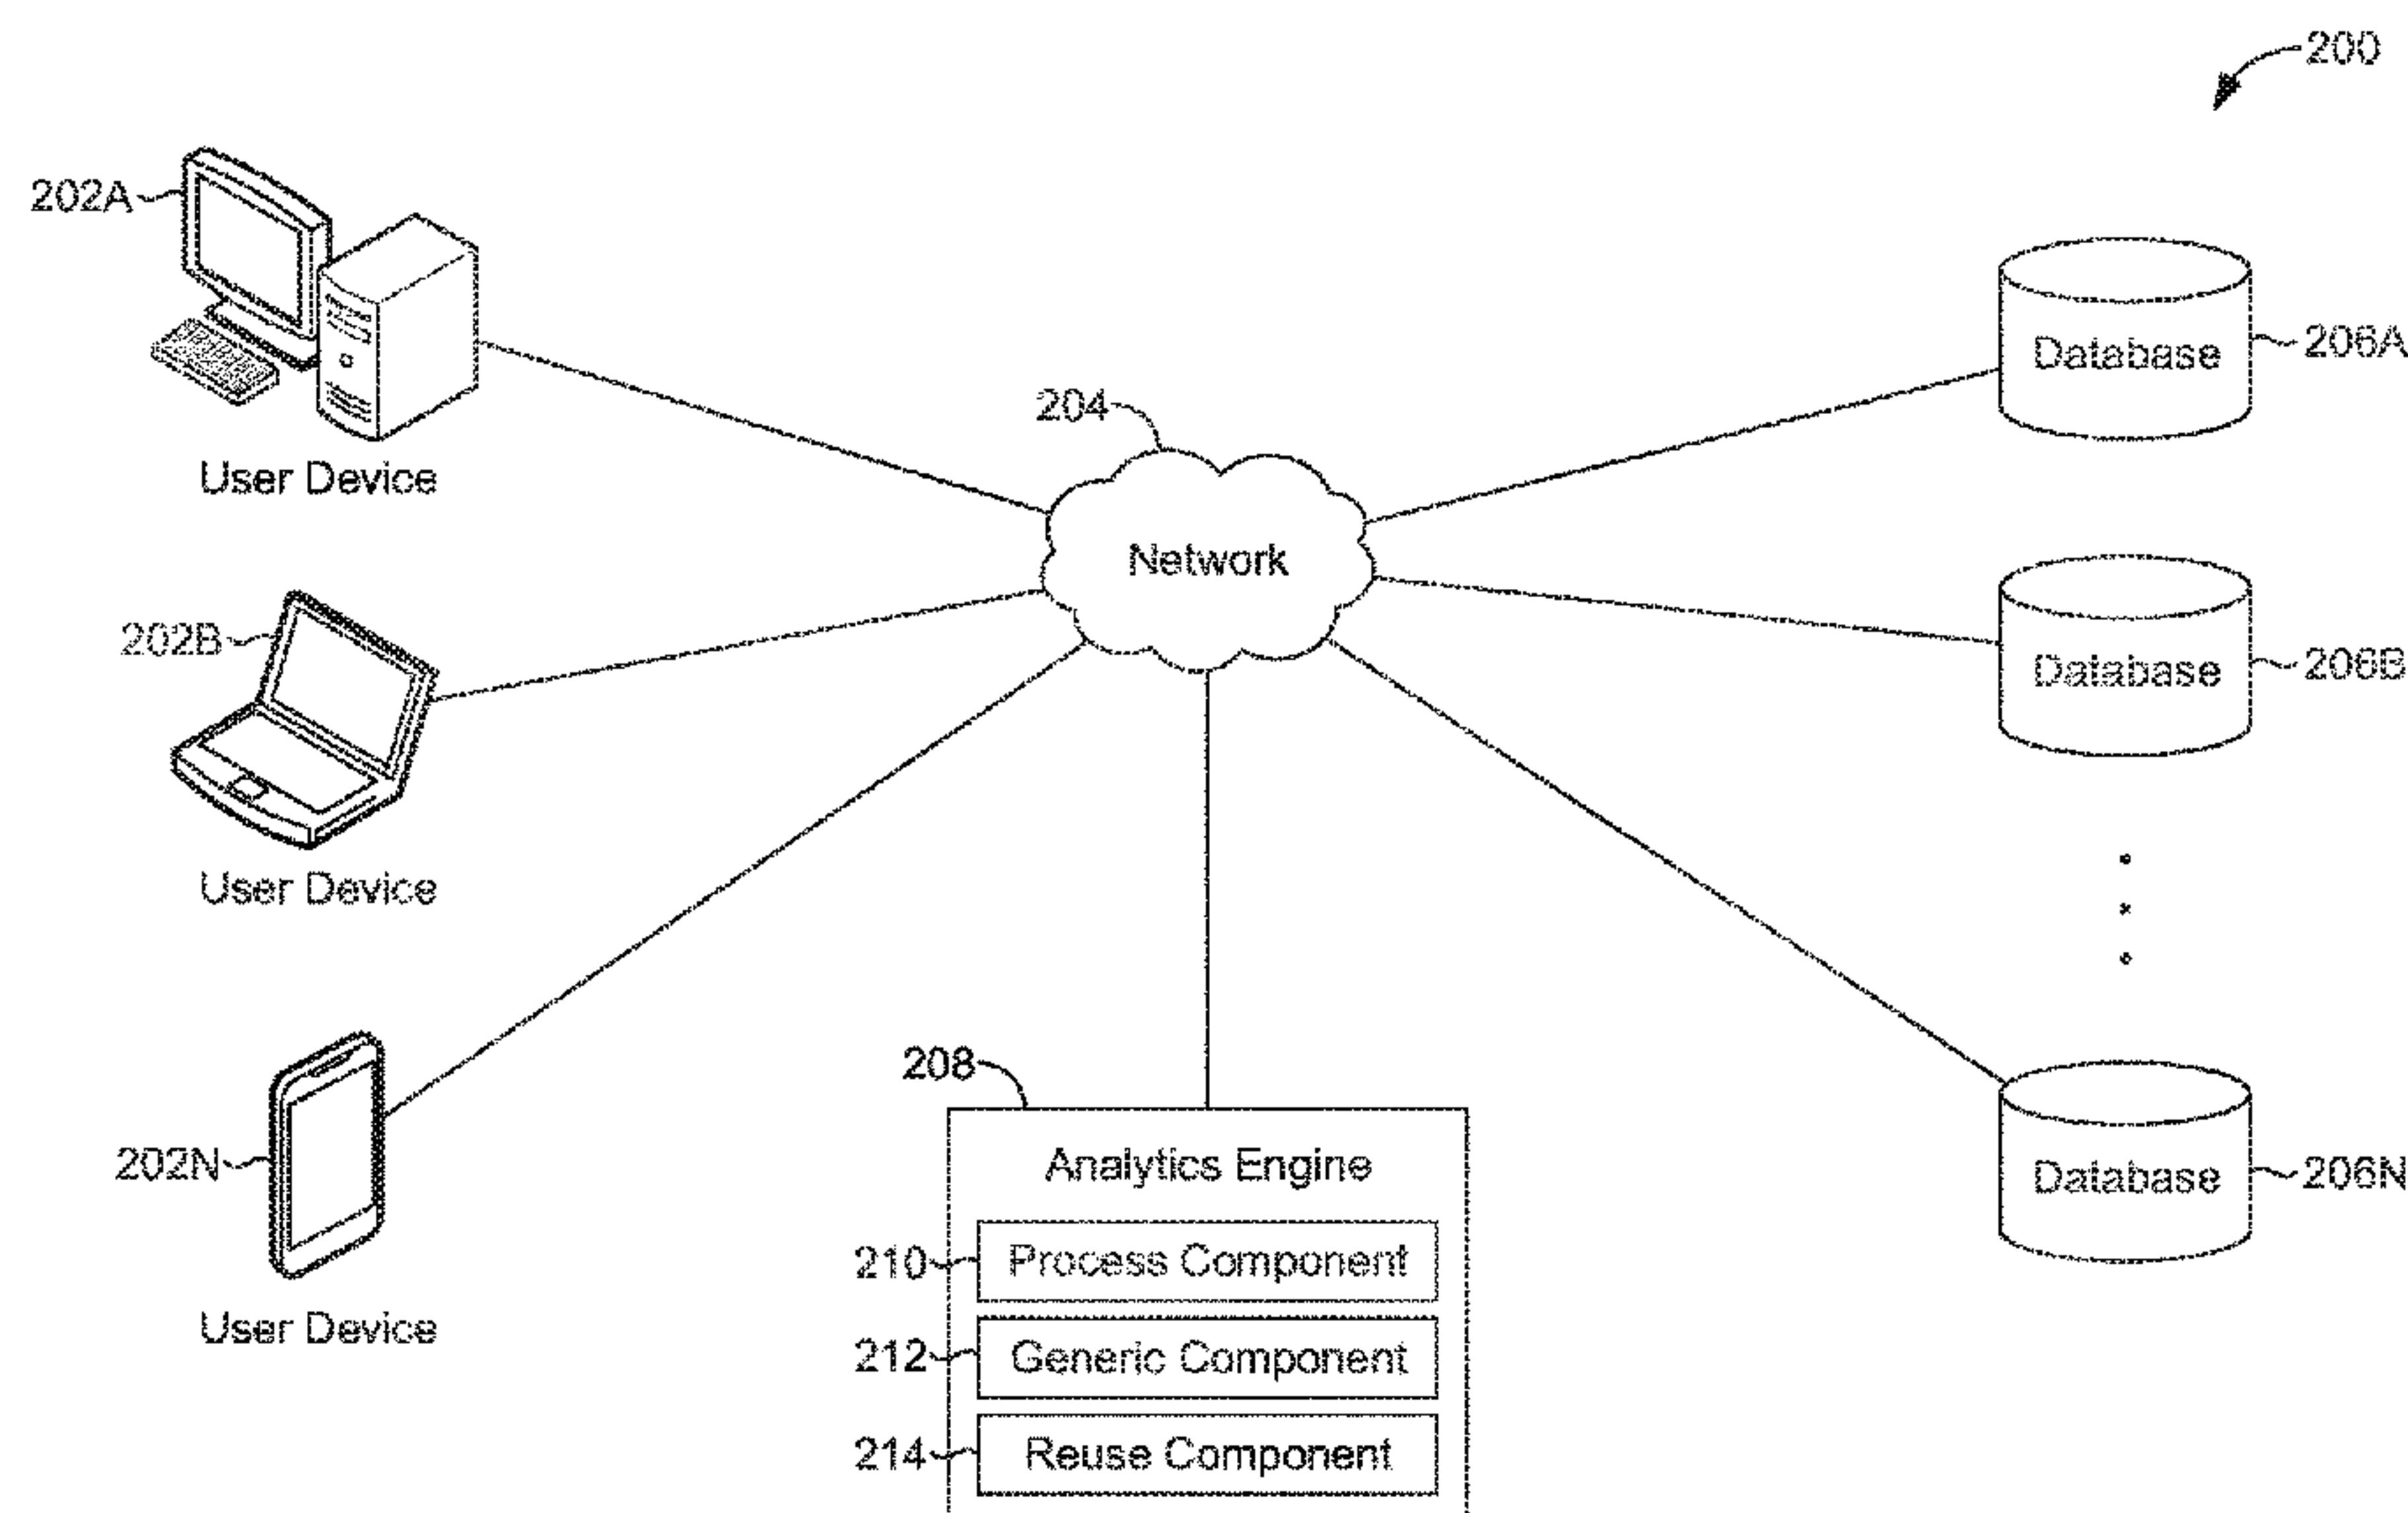 200
202A
User Device
206A
Database
204
Network
202B
User Device
206B
Database
208
Analytics Engine
202N
User Device
206N
Database
210
Process Component
212
Generic Component
214
Reuse Component